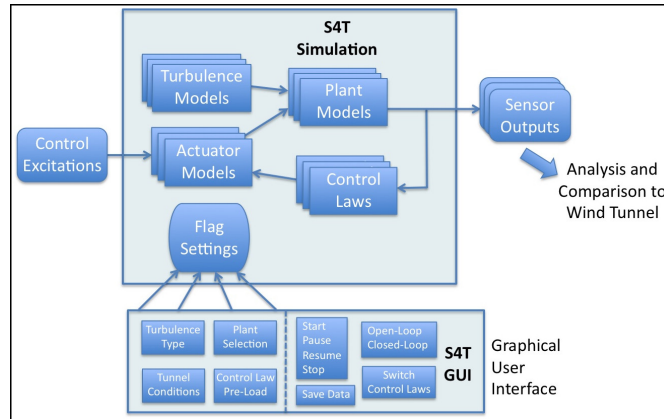 S4T
Simulation
Turbulence
Models
Plant
Models
Sensor
Outputs
Control
Excitations
Actuator
Models
Control
Laws
Analysis and
Comparison to
Wind Tunnel
Flag
Settings
Turbulence
Type
Plant
Selection
Tunnel
Conditions
Control Law
Pre-Load
Start
Pause
Resume
Stop
Save Data
Open-Loop
Closed-Loop
Switch
Control Laws
S4T
GUI
Graphical
User
Interface